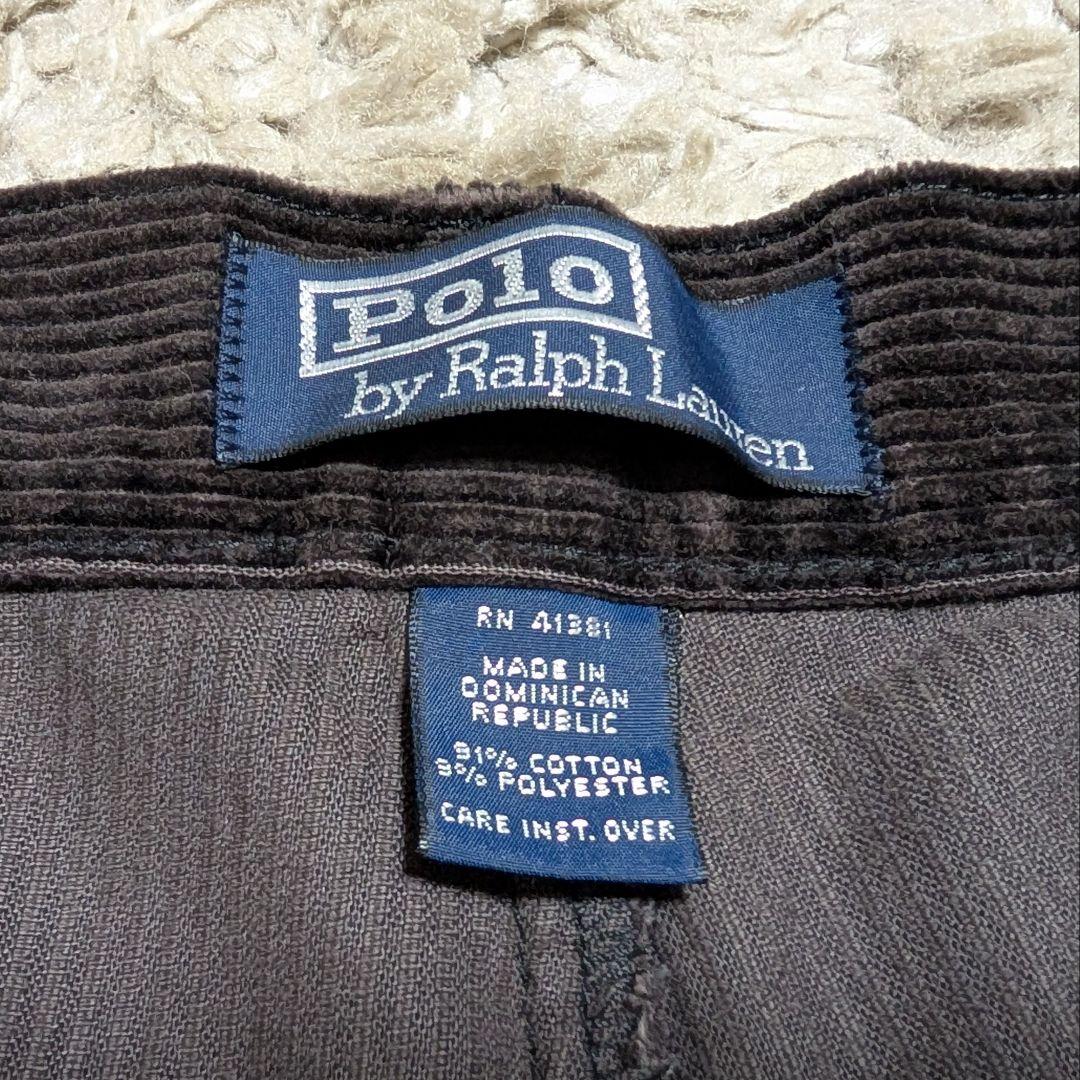 Polo
by Ralph Lauren
RN 41381
MADE IN
DOMINICAN
REPUBLIC
91% COTTON
9% POLYESTER
CARE INST. OVER